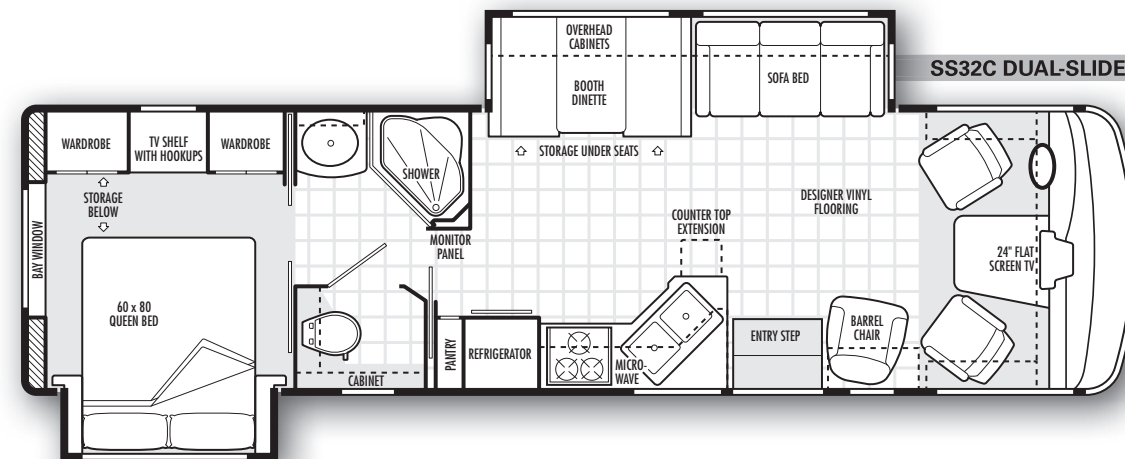 OVERHEAD
CABINETS
BOOTH
DINETTE
SOFA BED
SS32C DUAL-SLIDE
WARDROBE
TV SHELF
WITH HOOKUPS
WARDROBE
STORAGE
BELOW
SHOWER
STORAGE UNDER SEATS
DESIGNER VINYL
FLOORING
COUNTER TOP
EXTENSION
MONITOR
PANEL
BAY WINDOW
24" FLAT
SCREEN TV
60 x 80
QUEEN BED
CABINET
PANTRY
REFRIGERATOR
MICRO-
WAVE
ENTRY STEP
BARREL
CHAIR